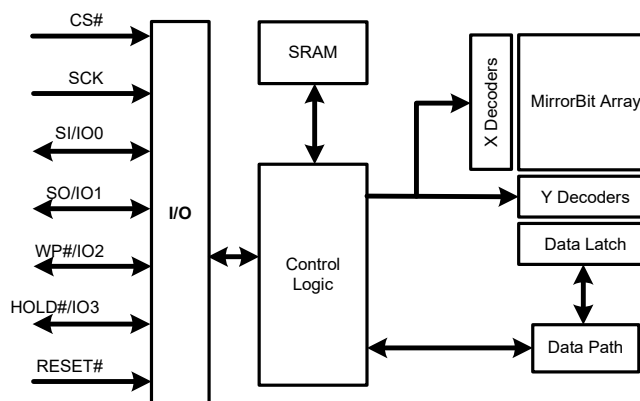 CS#
SCK
SI/IO0
SO/IO1
WP#/IO2
HOLD#/IO3
RESET#
I/O
SRAM
Control
Logic
X Decoders
MirrorBit Array
Y Decoders
Data Latch
Data Path